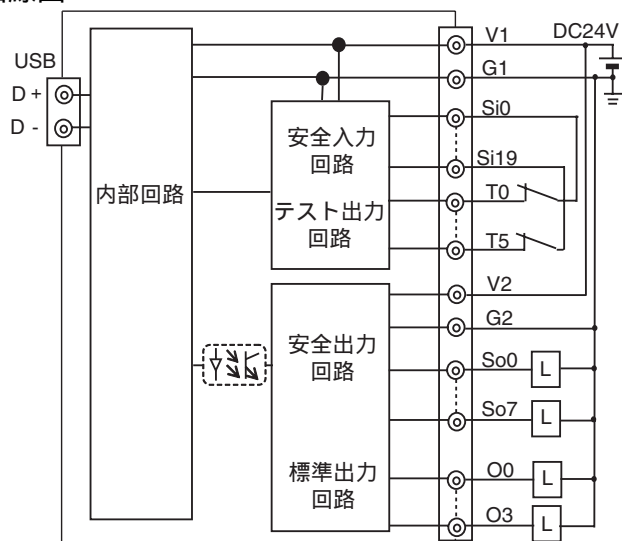 V1
DC24V
USB
G1
D +
Si0
D -
安全入力
回路
Si19
内部回路
T0
テスト出力
回路
T5
V2
G2
安全出力
回路
So0
L
So7
L
標準出力
回路
O0
L
O3
L